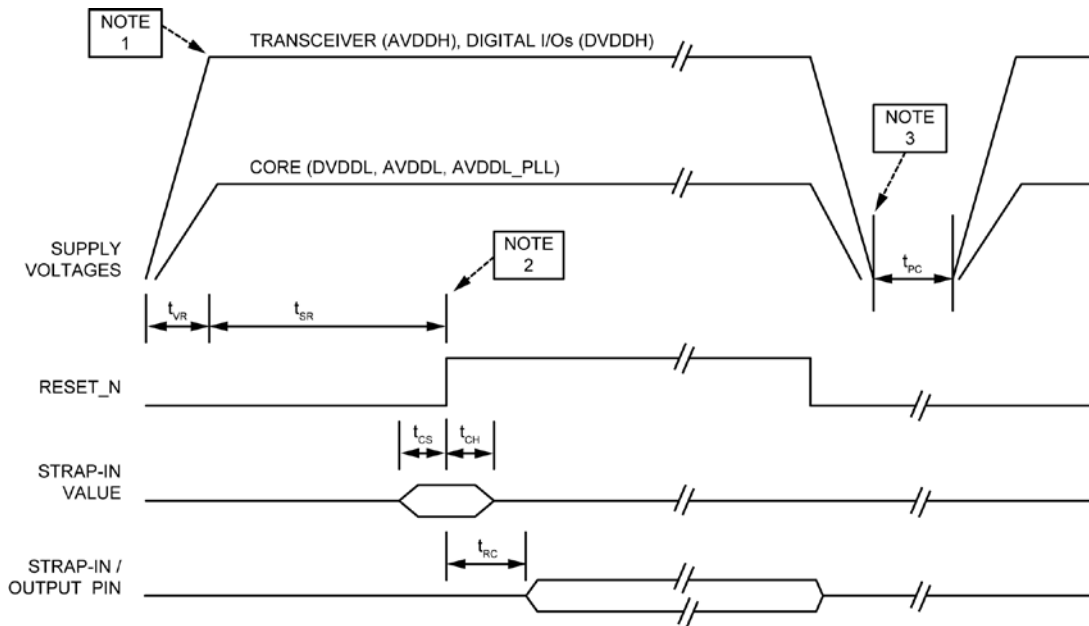 NOTE
1
TRANSCEIVER (AVDDH), DIGITAL I/Os (DVDDH)
NOTE
3
CORE (DVDDL, AVDDL, AVDDL_PLL)
SUPPLY
VOLTAGES
NOTE
2
tPC
tVR
tSR
RESET_N
tCS
tCH
STRAP-IN
VALUE
tRC
STRAP-IN /
OUTPUT PIN